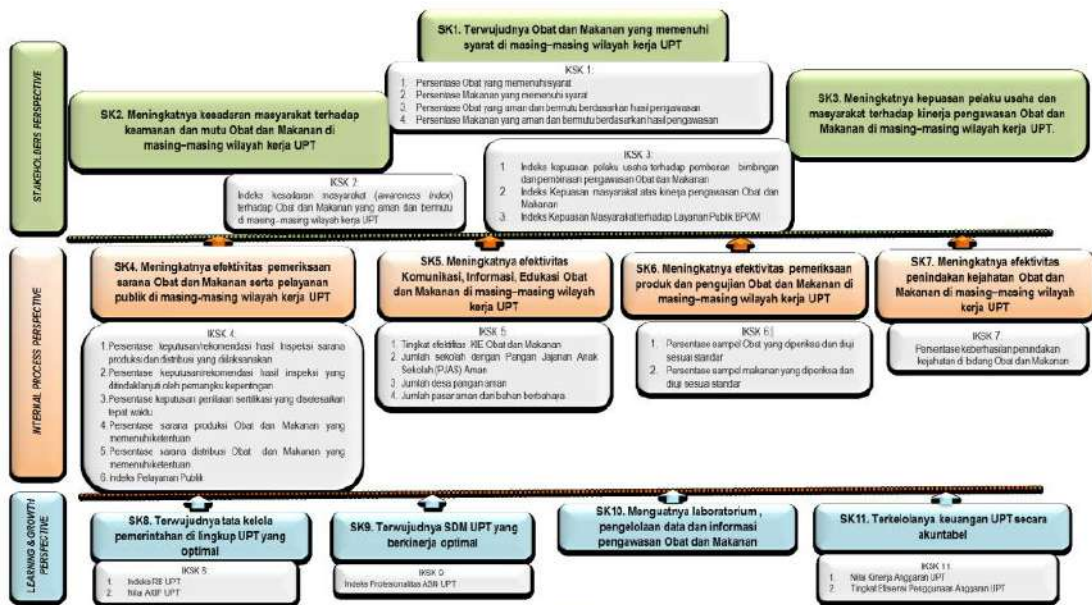 STAKEHOLDERS PERSPECTIVE
SK1. Terwujudnya Obat dan Makanan yang memenuhi
syarat di masing–masing wilayah kerja UPT
IKSK 1:
1. Persentase Obat yang memenuhi syarat
2. Persentase Makanan yang memenuhi syarat
3. Persentase Obat yang aman dan bermutu berdasarkan hasil pengawasan
4. Persentase Makanan yang aman dan bermutu berdasarkan hasil pengawasan
SK2. Meningkatnya kesadaran masyarakat terhadap
keamanan dan mutu Obat dan Makanan di
masing–masing wilayah kerja UPT
IKSK 2:
Indeks kesadaran masyarakat (awareness index)
terhadap Obat dan Makanan yang aman dan bermutu
di masing–masing wilayah kerja UPT
SK3. Meningkatnya kepuasan pelaku usaha dan
masyarakat terhadap kinerja pengawasan Obat
dan Makanan di masing–masing wilayah kerja UPT.
IKSK 3:
1. Indeks kepuasan pelaku usaha terhadap pemberian bimbingan
dan pembinaan pengawasan Obat dan Makanan
2. Indeks Kepuasan masyarakat atas kinerja pengawasan Obat dan
Makanan
3. Indeks Kepuasan Masyarakat terhadap Layanan Publik BPOM
INTERNAL PROCESS PERSPECTIVE
SK4. Meningkatnya efektivitas pemeriksaan
sarana Obat dan Makanan serta pelayanan
publik di masing-masing wilayah kerja UPT
IKSK 4:
1. Persentase keputusan/rekomendasi hasil Inspeksi sarana
produksi dan distribusi yang dilaksanakan
2. Persentase keputusan/rekomendasi hasil inspeksi yang
ditindaklanjuti oleh pemangku kepentingan
3. Persentase keputusan penilaian sertifikasi yang diselesaikan
tepat waktu
4. Persentase sarana produksi Obat dan Makanan yang
memenuhi ketentuan
5. Persentase sarana distribusi Obat dan Makanan yang
memenuhi ketentuan
6. Indeks Pelayanan Publik
SK5. Meningkatnya efektivitas
Komunikasi, Informasi, Edukasi Obat
dan Makanan di masing–masing wilayah
kerja UPT
IKSK 5:
1. Tingkat efektifitas KIE Obat dan Makanan
2. Jumlah sekolah dengan Pangan Jajanan Anak
Sekolah (PJAS) Aman
3. Jumlah desa pangan aman
4. Jumlah pasar aman dari bahan berbahaya
SK6. Meningkatnya efektivitas pemeriksaan
produk dan pengujian Obat dan Makanan di
masing–masing wilayah kerja UPT
IKSK 6:
1. Persentase sampel Obat yang diperiksa dan diuji
sesuai standar
2. Persentase sampel makanan yang diperiksa dan
diuji sesuai standar
SK7. Meningkatnya efektivitas
penindakan kejahatan Obat dan
Makanan di masing–masing wilayah
kerja UPT
IKSK 7:
Persentase keberhasilan penindakan
kejahatan di bidang Obat dan Makanan
LEARNING & GROWTH
PERSPECTIVE
SK8. Terwujudnya tata kelola
pemerintahan di lingkup UPT yang
optimal
IKSK 8:
1. Indeks RB UPT
2. Nilai AKIP UPT
SK9. Terwujudnya SDM UPT yang
berkinerja optimal
IKSK 9:
Indeks Profesionalitas ASN UPT
SK10. Menguatnya laboratorium ,
pengelolaan data dan informasi
pengawasan Obat dan Makanan
SK11. Terkelolanya keuangan UPT secara
akuntabel
IKSK 11:
1. Nilai Kinerja Anggaran UPT
2. Tingkat Efisiensi Penggunaan Anggaran UPT